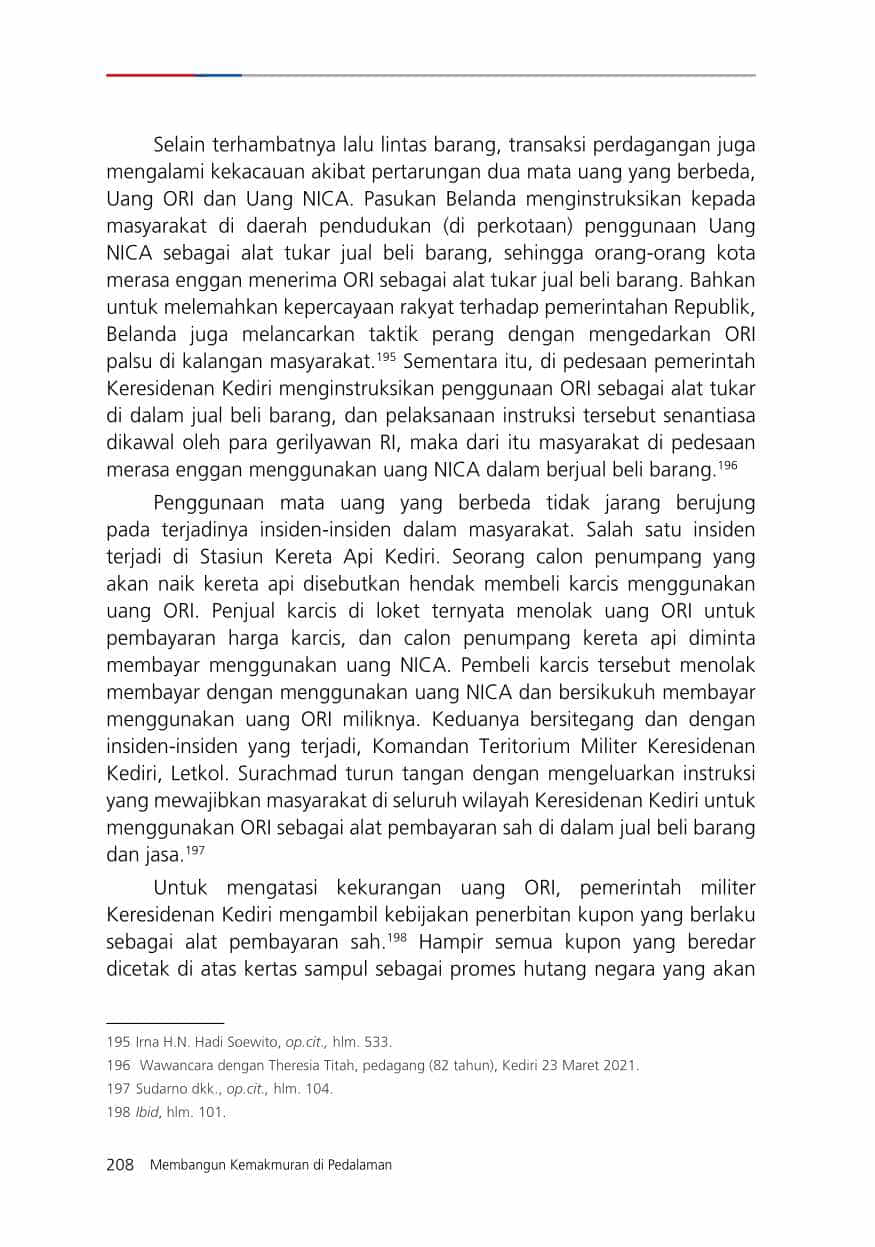 Selain terhambatnya lalu lintas barang, transaksi perdagangan juga
mengalami kekacauan akibat pertarungan dua mata uang yang berbeda,
Uang ORI dan Uang NICA. Pasukan Belanda menginstruksikan kepada
masyarakat di daerah pendudukan (di perkotaan) penggunaan Uang
NICA sebagai alat tukar jual beli barang, sehingga orang-orang kota
merasa enggan menerima ORI sebagai alat tukar jual beli barang. Bahkan
untuk melemahkan kepercayaan rakyat terhadap pemerintahan Republik,
Belanda juga melancarkan taktik perang dengan mengedarkan ORI
palsu di kalangan masyarakat.¹⁹⁵ Sementara itu, di pedesaan pemerintah
Keresidenan Kediri menginstruksikan penggunaan ORI sebagai alat tukar
di dalam jual beli barang, dan pelaksanaan instruksi tersebut senantiasa
dikawal oleh para gerilyawan RI, maka dari itu masyarakat di pedesaan
merasa enggan menggunakan uang NICA dalam berjual beli barang.¹⁹⁶
Penggunaan mata uang yang berbeda tidak jarang berujung
pada terjadinya insiden-insiden dalam masyarakat. Salah satu insiden
terjadi di Stasiun Kereta Api Kediri. Seorang calon penumpang yang
akan naik kereta api disebutkan hendak membeli karcis menggunakan
uang ORI. Penjual karcis di loket ternyata menolak uang ORI untuk
pembayaran harga karcis, dan calon penumpang kereta api diminta
membayar menggunakan uang NICA. Pembeli karcis tersebut menolak
membayar dengan menggunakan uang NICA dan bersikukuh membayar
menggunakan uang ORI miliknya. Keduanya bersitegang dan dengan
insiden-insiden yang terjadi, Komandan Teritorium Militer Keresidenan
Kediri, Letkol. Surachmad turun tangan dengan mengeluarkan instruksi
yang mewajibkan masyarakat di seluruh wilayah Keresidenan Kediri untuk
menggunakan ORI sebagai alat pembayaran sah di dalam jual beli barang
dan jasa.¹⁹⁷
Untuk mengatasi kekurangan uang ORI, pemerintah militer
Keresidenan Kediri mengambil kebijakan penerbitan kupon yang berlaku
sebagai alat pembayaran sah.¹⁹⁸ Hampir semua kupon yang beredar
dicetak di atas kertas sampul sebagai promes hutang negara yang akan
195 Irna H.N. Hadi Soewito, op.cit., hlm. 533.
196 Wawancara dengan Theresia Titah, pedagang (82 tahun), Kediri 23 Maret 2021.
197 Sudarno dkk., op.cit., hlm. 104.
198 Ibid, hlm. 101.
208 Membangun Kemakmuran di Pedalaman